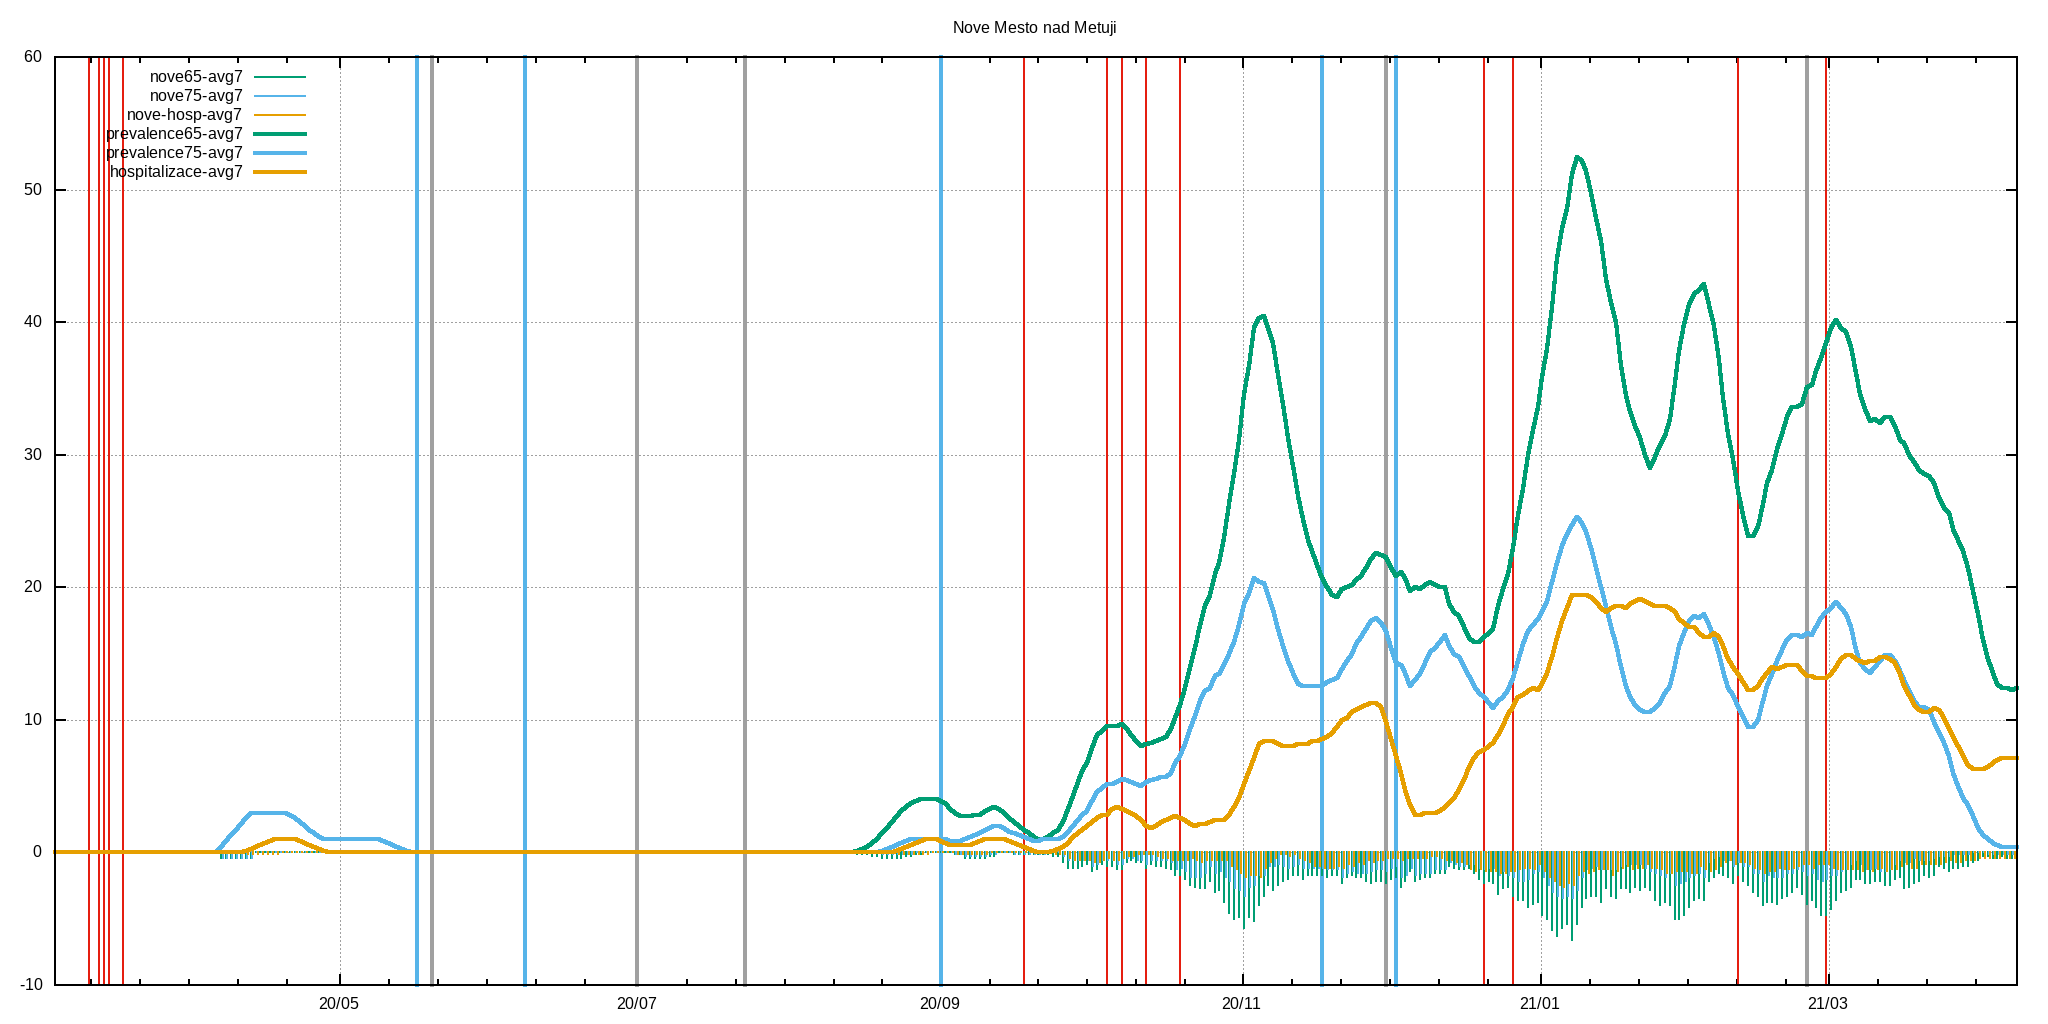 Nove Mesto nad Metuji
60
50
40
30
20
10
0
-10
nove65-avg7
nove75-avg7
nove-hosp-avg7
prevalence65-avg7
prevalence75-avg7
hospitalizace-avg7
20/05 20/07 20/09 20/11 21/01 21/03